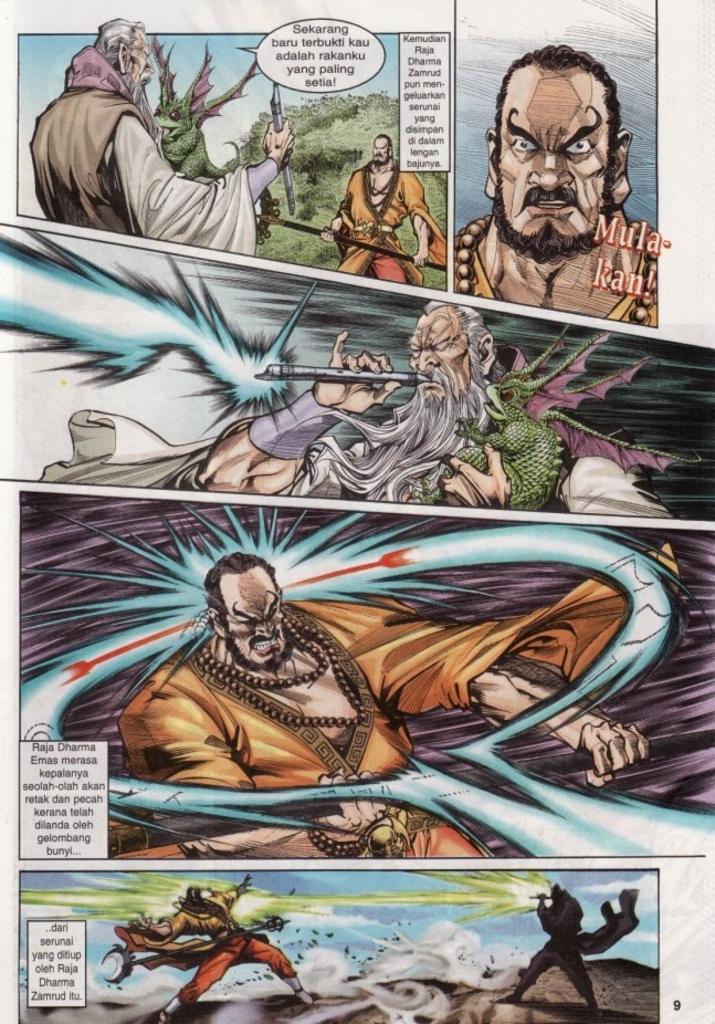 Sekarang
baru terbukti kau
adalah rakanku
yang paling
setia!
Kemudian
Raja
Dharma
Zamrud
pun men-
geluarkan
serunai
yang
disimpan
di dalam
lengan
bajunya.
Mula-
kan!
Raja Dharma
Emas merasa
kepalanya
seolah-olah akan
retak dan pecah
kerana telah
dilanda oleh
gelombang
bunyi...
..dari
serunai
yang ditiup
oleh Raja
Dharma
Zamrud itu.
9